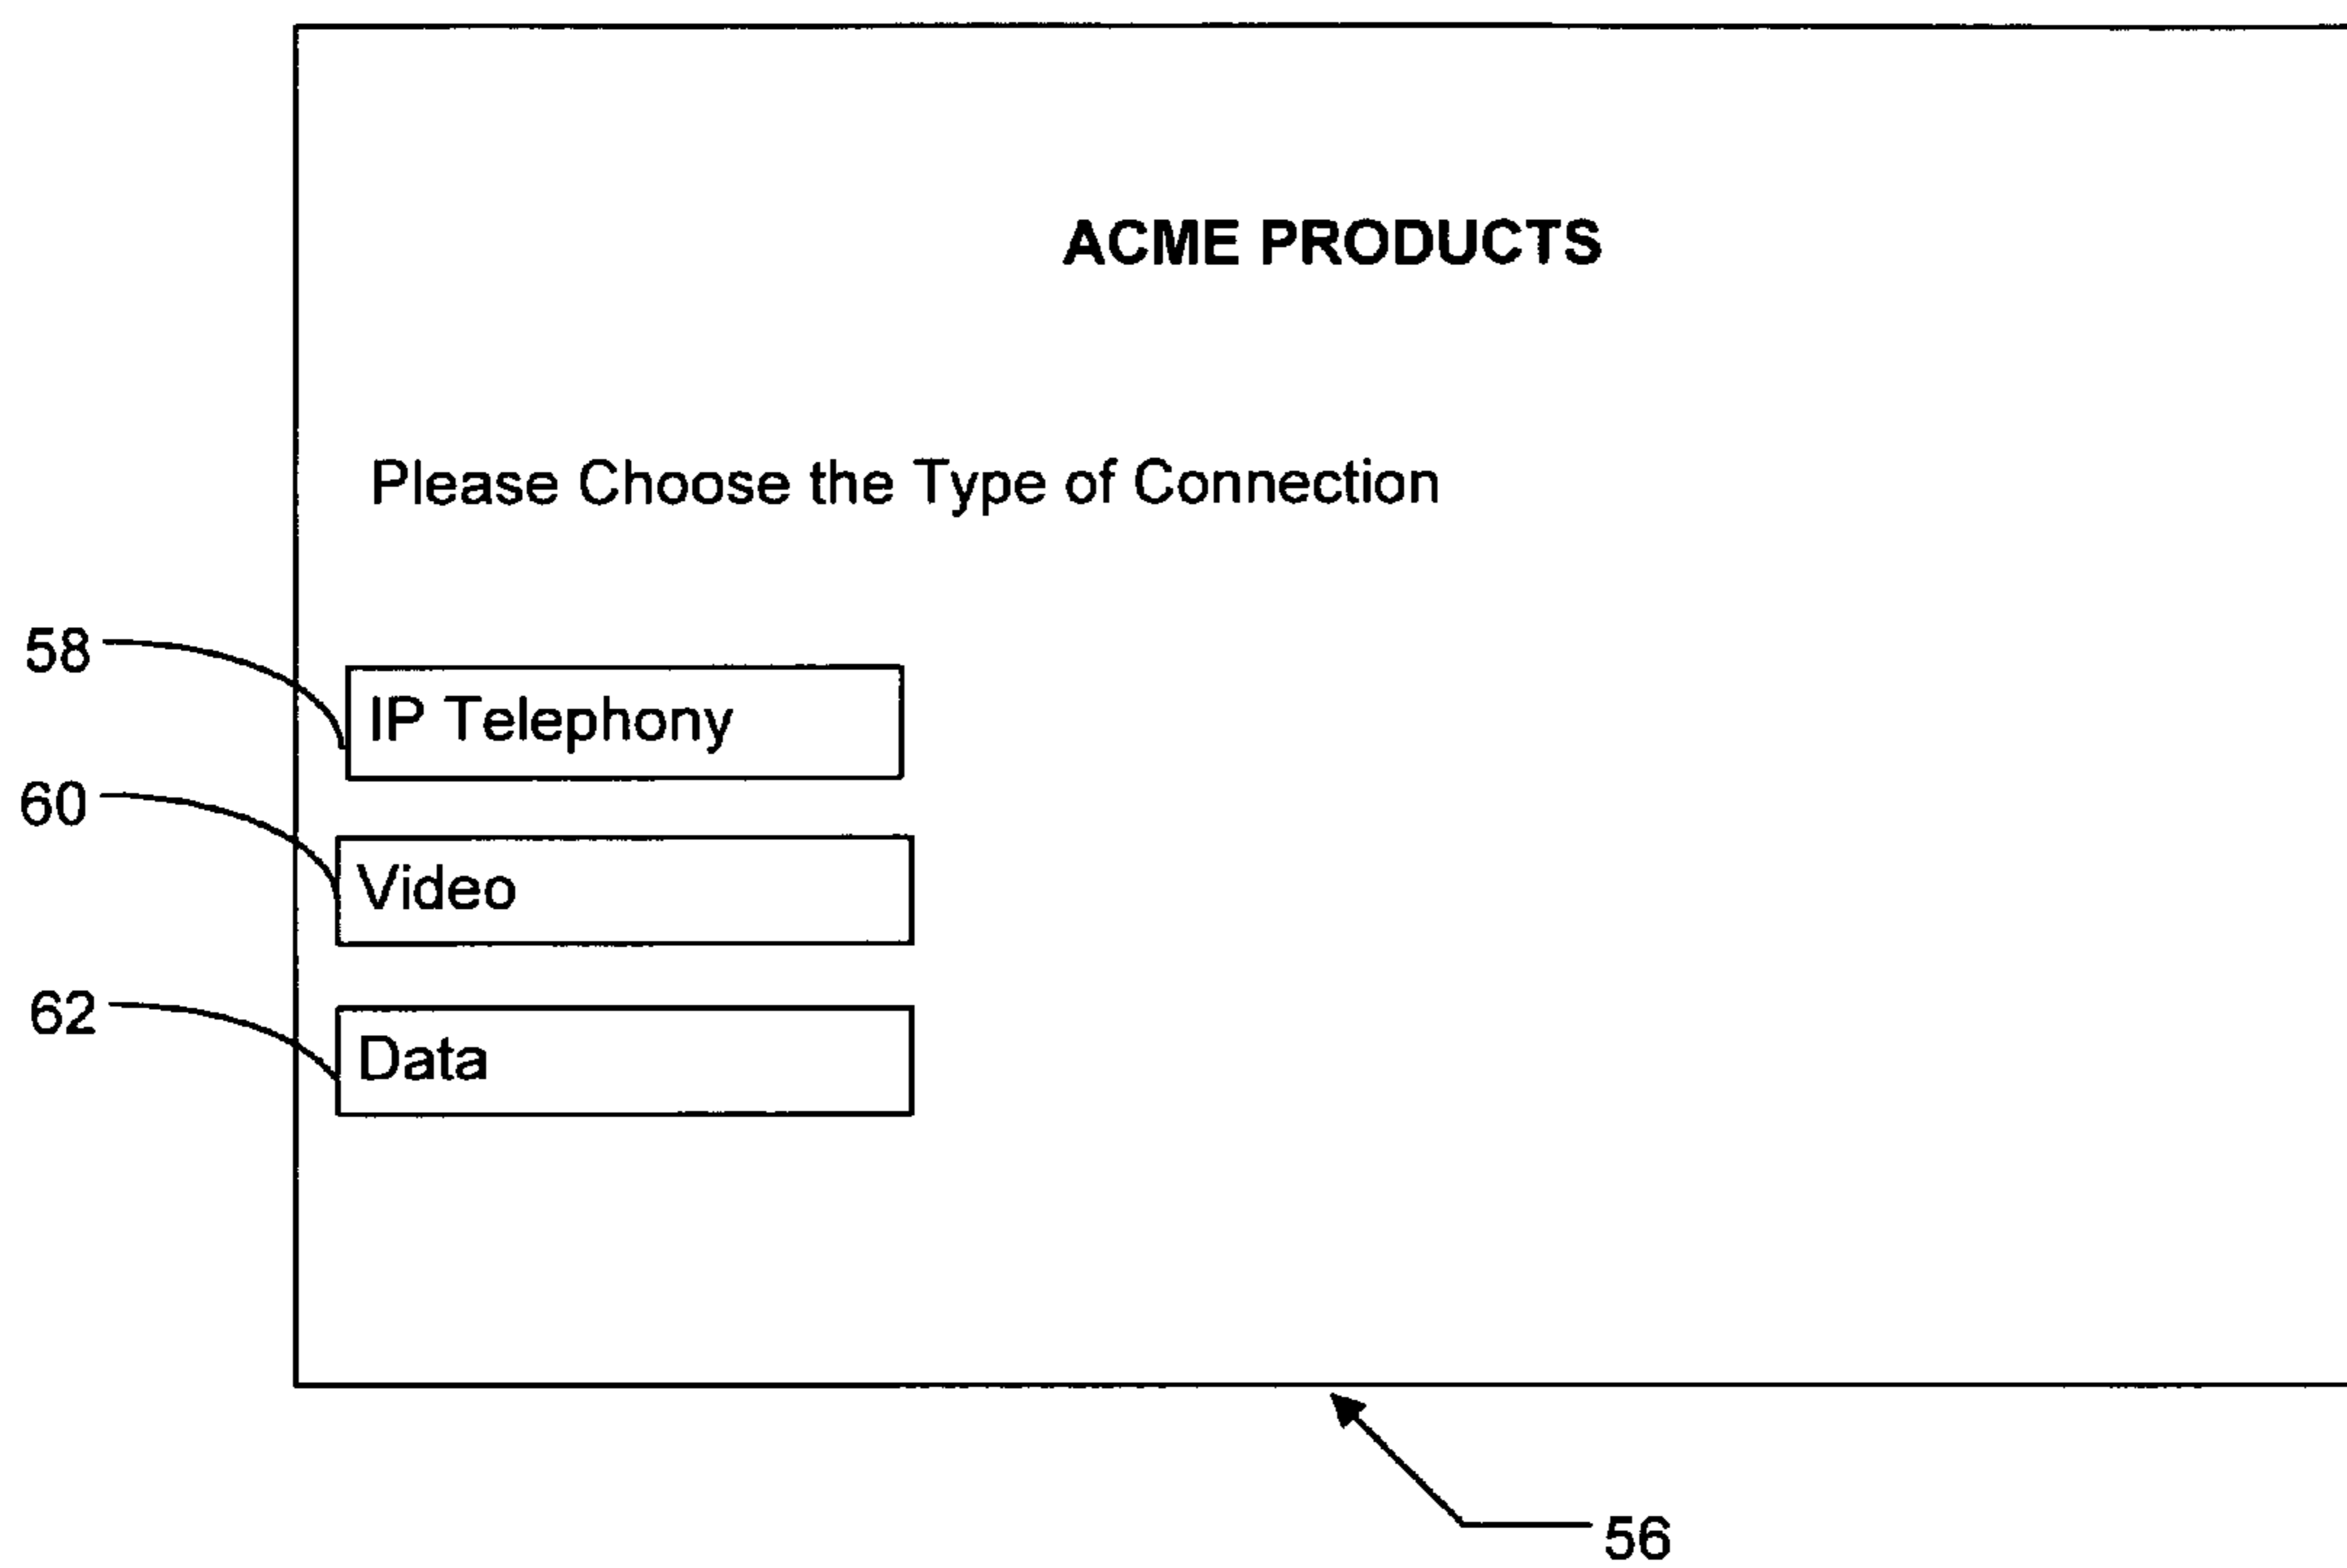 ACME PRODUCTS
Please Choose the Type of Connection
58
IP Telephony
60
Video
62
Data
56